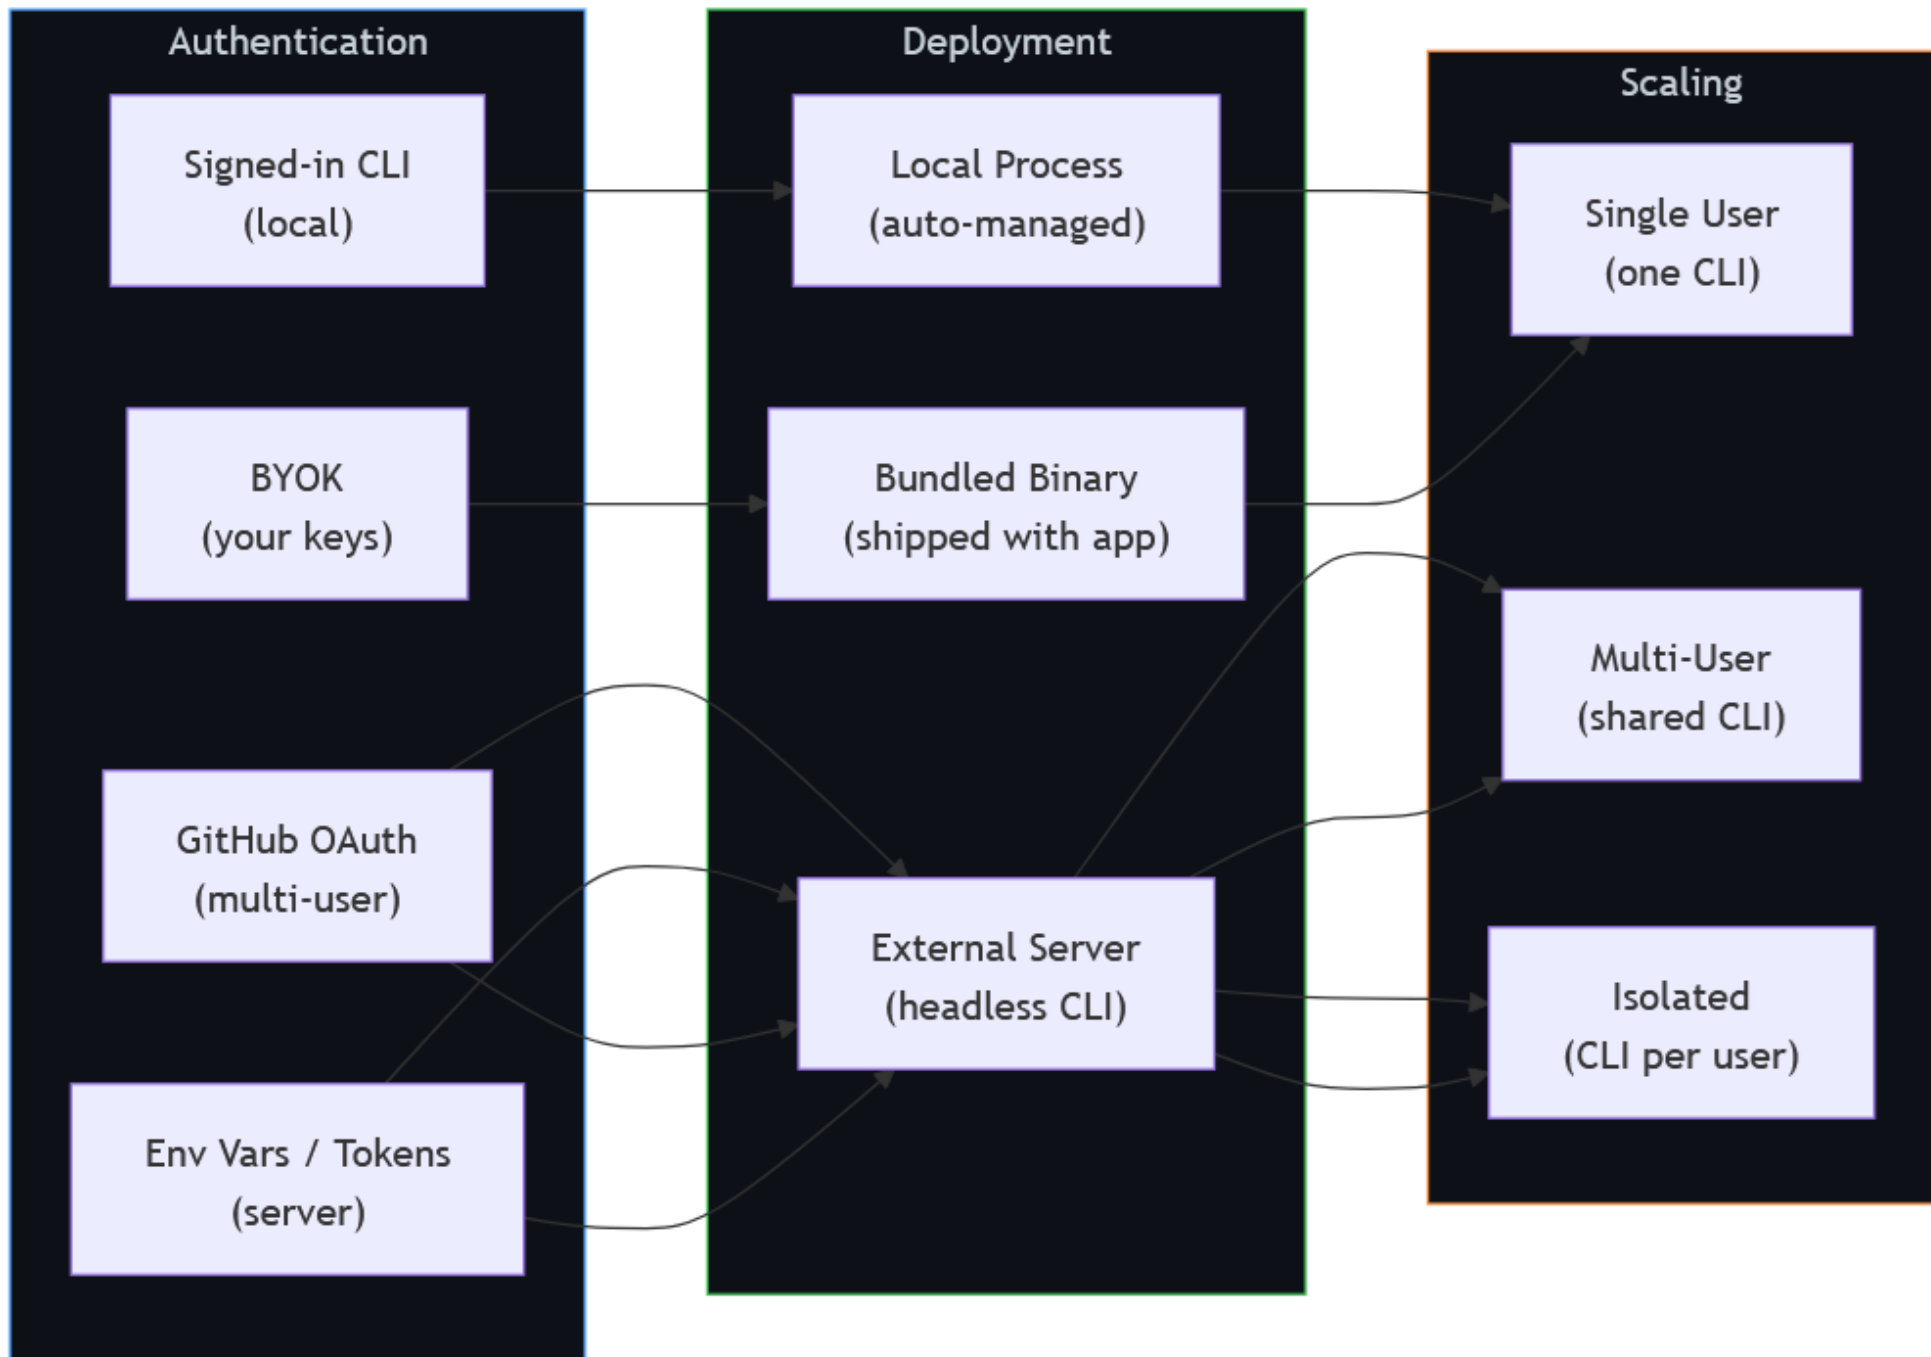 Authentication
Signed-in CLI
(local)
BYOK
(your keys)
GitHub OAuth
(multi-user)
Env Vars / Tokens
(server)
Deployment
Local Process
(auto-managed)
Bundled Binary
(shipped with app)
External Server
(headless CLI)
Scaling
Single User
(one CLI)
Multi-User
(shared CLI)
Isolated
(CLI per user)